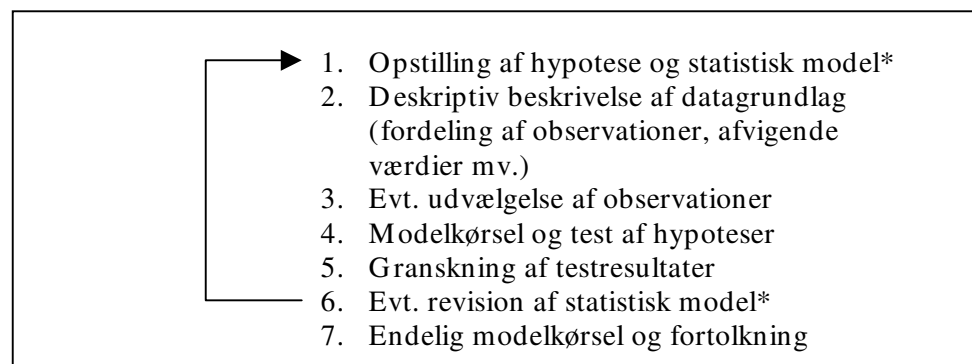 1. Opstilling af hypotese og statistisk model*
2. Deskriptiv beskrivelse af datagrundlag
(fordeling af observationer, afvigende
værdier mv.)
3. Evt. udvælgelse af observationer
4. Modelkørsel og test af hypoteser
5. Granskning af testresultater
6. Evt. revision af statistisk model*
7. Endelig modelkørsel og fortolkning